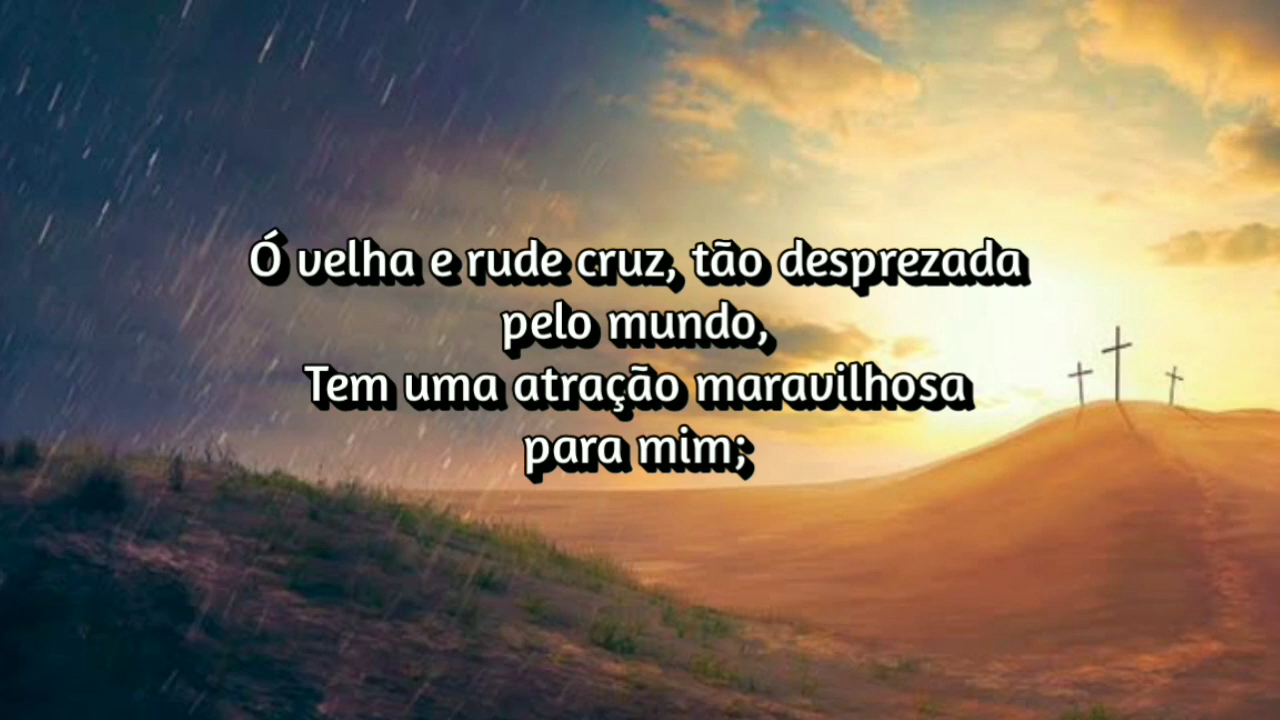 Ó velha e rude cruz, tão desprezada
pelo mundo,
Tem uma atração maravilhosa
para mim;